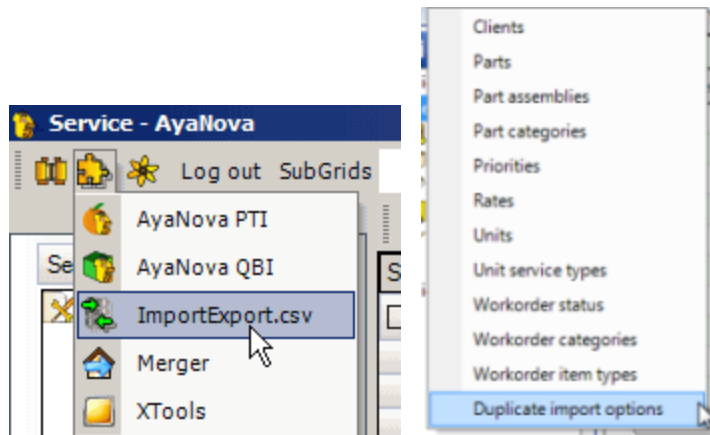 Service - AyaNova
Log out SubGrids
AyaNova PTI
Se
AyaNova QBI
S
ImportExport.csv
Merger
XTools
Clients
Parts
Part assemblies
Part categories
Priorities
Rates
Units
Unit service types
Workorder status
Workorder categories
Workorder item types
Duplicate import options